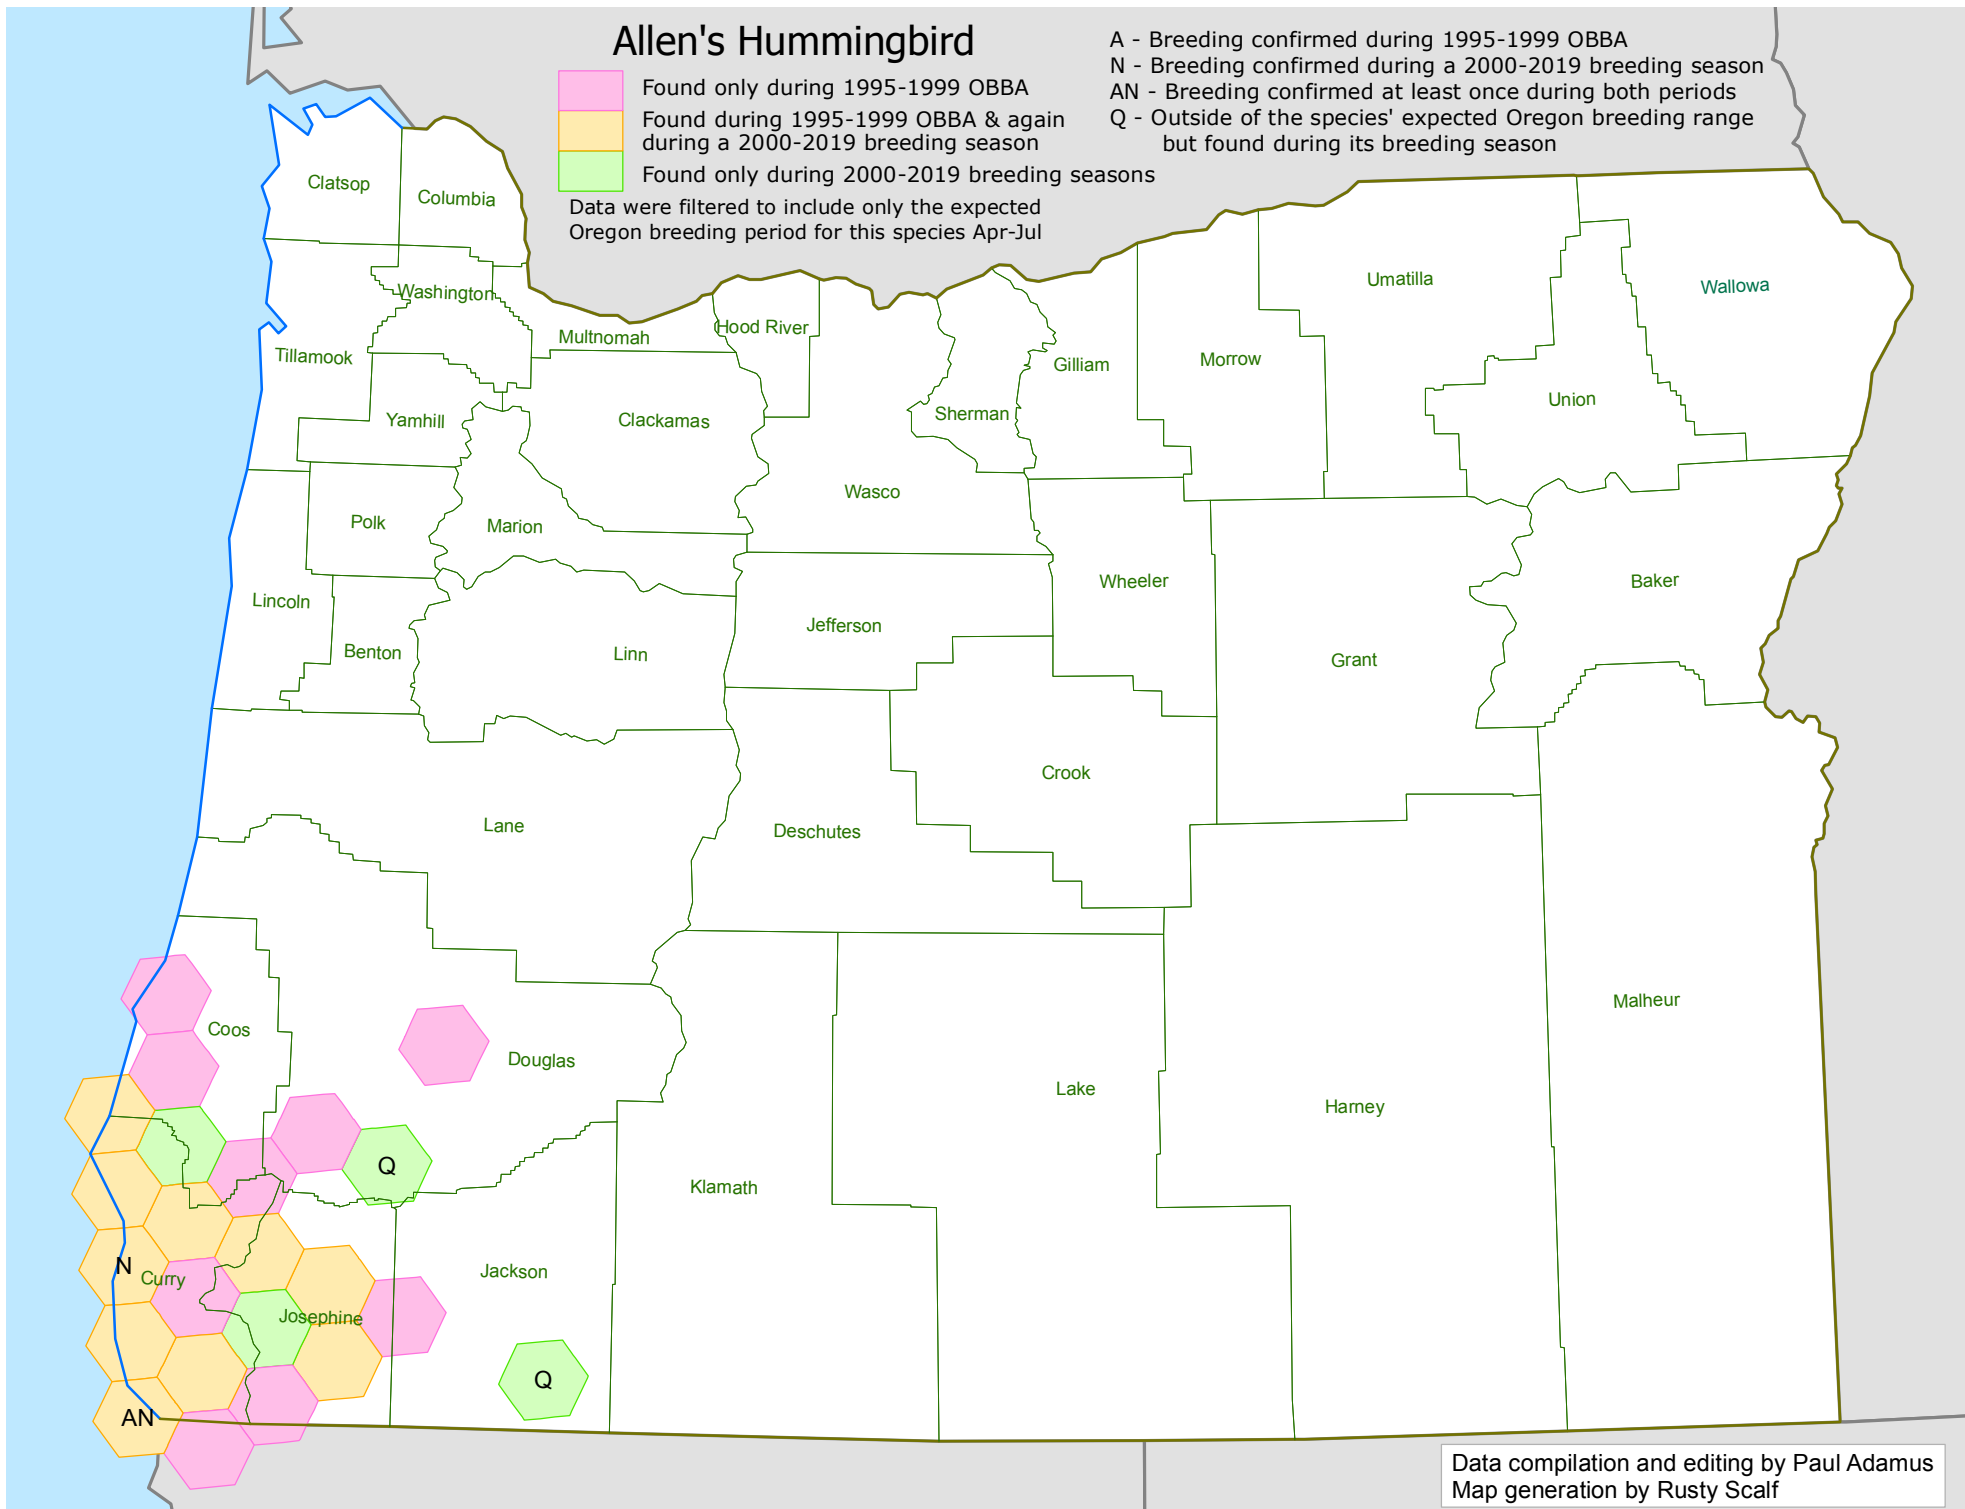 Allen's Hummingbird
Found only during 1995-1999 OBBA
Found during 1995-1999 OBBA & again
during a 2000-2019 breeding season
Found only during 2000-2019 breeding seasons
Data were filtered to include only the expected
Oregon breeding period for this species Apr-Jul
A - Breeding confirmed during 1995-1999 OBBA
N - Breeding confirmed during a 2000-2019 breeding season
AN - Breeding confirmed at least once during both periods
Q - Outside of the species' expected Oregon breeding range
but found during its breeding season
Clatsop
Columbia
Washington
Tillamook
Multnomah
Hood River
Yamhill
Clackamas
Sherman
Gilliam
Morrow
Umatilla
Union
Wallowa
Polk
Marion
Wasco
Lincoln
Benton
Linn
Jefferson
Wheeler
Grant
Baker
Lane
Deschutes
Crook
Coos
Douglas
Lake
Harney
Malheur
Q
Klamath
N
Curry
Josephine
Jackson
Q
AN
Data compilation and editing by Paul Adamus
Map generation by Rusty Scalf